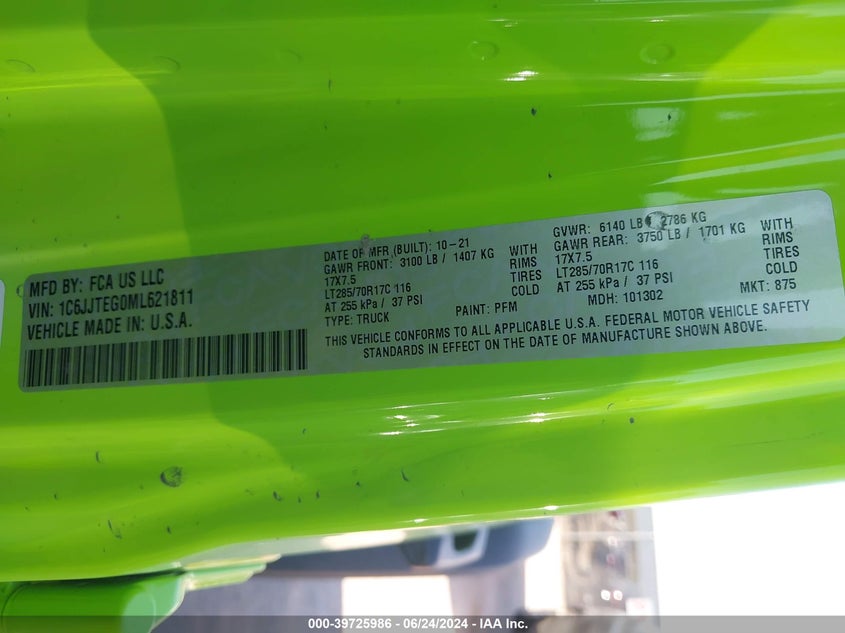 MFD BY: FCA US LLC
VIN: 1C6JJTEG0ML621811
VEHICLE MADE IN: U.S.A.
DATE OF MFR (BUILT): 10-21
GAWR FRONT: 3100 LB / 1407 KG WITH
17X7.5 RIMS
LT285/70R17C 116 TIRES
AT 255 kPa / 37 PSI COLD
TYPE: TRUCK PAINT: PFM
GVWR: 6140 LB 2786 KG
GAWR REAR: 3750 LB / 1701 KG WITH
17X7.5 RIMS
LT285/70R17C 116 TIRES
AT 255 kPa / 37 PSI COLD
MDH: 101302 MKT: 875
THIS VEHICLE CONFORMS TO ALL APPLICABLE U.S.A. FEDERAL MOTOR VEHICLE SAFETY
STANDARDS IN EFFECT ON THE DATE OF MANUFACTURE SHOWN ABOVE.
000-39725986 - 06/24/2024 - IAA Inc.